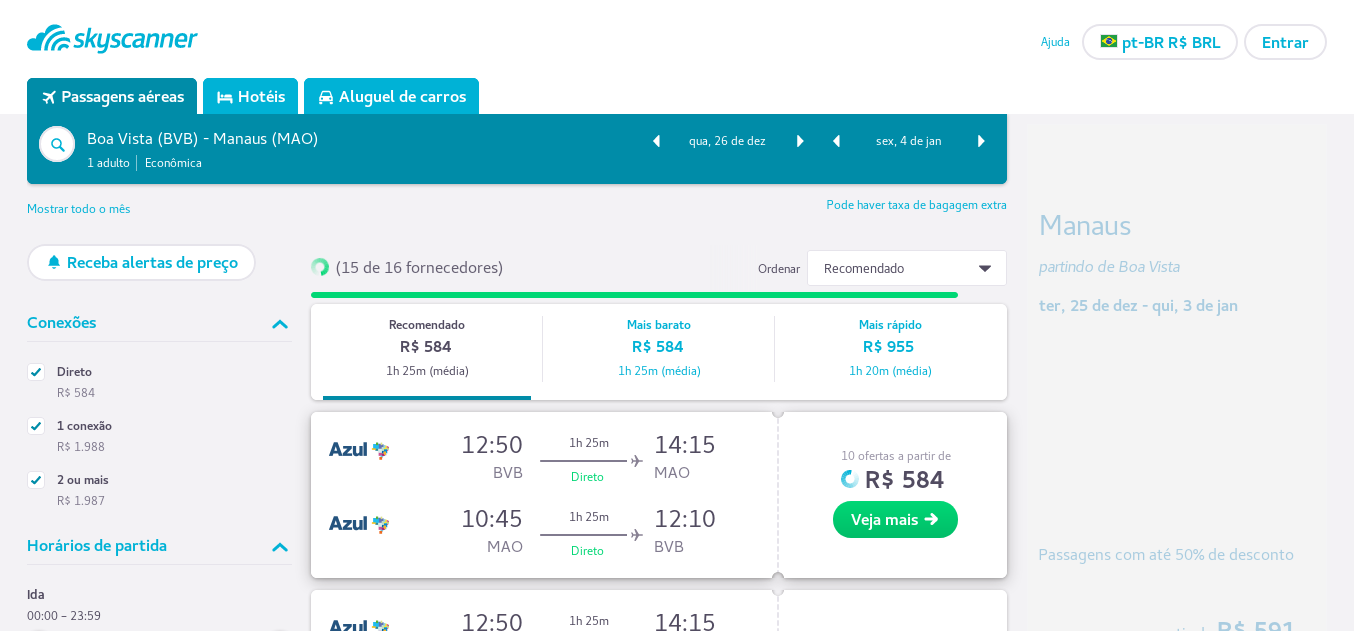 skyscanner
Ajuda
pt-BR R$ BRL
Entrar
Passagens aéreas
Hotéis
Aluguel de carros
Boa Vista (BVB) - Manaus (MAO)
1 adulto
Econômica
qua, 26 de dez
sex, 4 de jan
Mostrar todo o mês
Pode haver taxa de bagagem extra
Receba alertas de preço
Conexões
Direto
R$ 584
1 conexão
R$ 1.988
2 ou mais
R$ 1.987
Horários de partida
Ida
00:00 – 23:59
(15 de 16 fornecedores)
Ordenar
Recomendado
Recomendado
R$ 584
1h 25m (média)
Mais barato
R$ 584
1h 25m (média)
Mais rápido
R$ 955
1h 20m (média)
Azul
12:50
BVB
1h 25m
Direto
14:15
MAO
Azul
10:45
MAO
1h 25m
Direto
12:10
BVB
10 ofertas a partir de
R$ 584
Veja mais
Azul
12:50
1h 25m
14:15
Manaus
partindo de Boa Vista
ter, 25 de dez - qui, 3 de jan
Passagens com até 50% de desconto
R$ 591